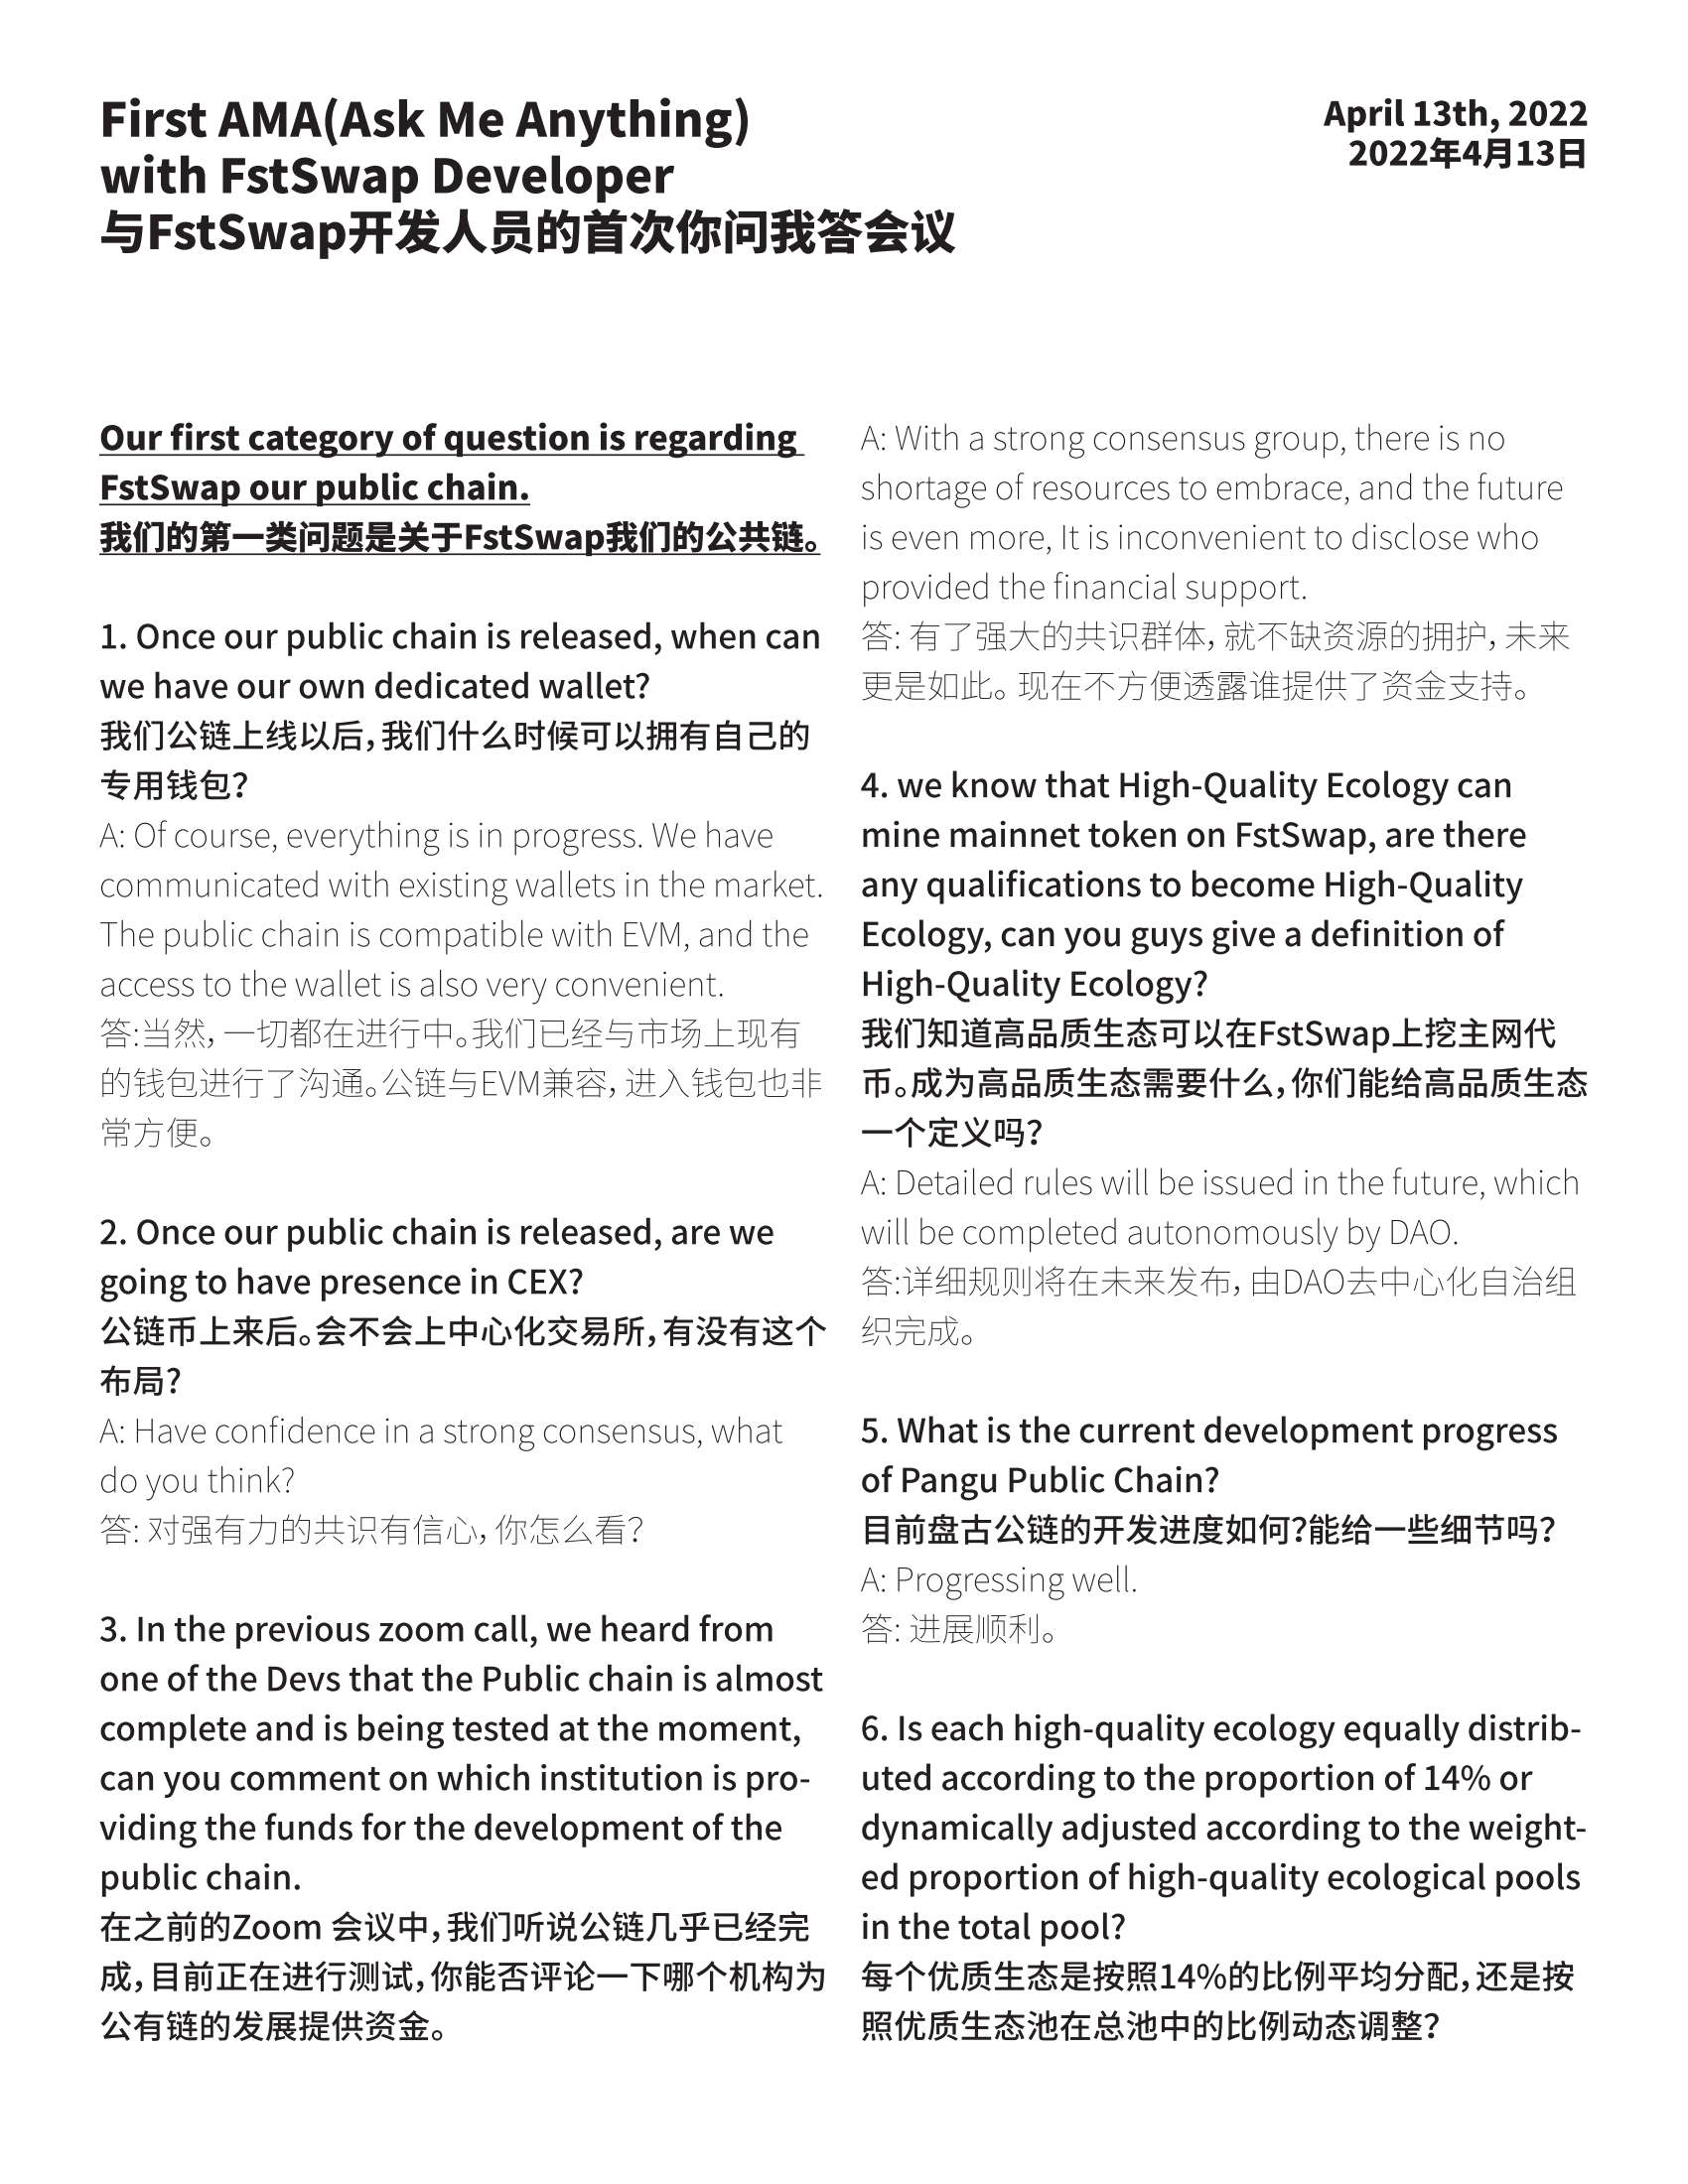 First AMA(Ask Me Anything)
with FstSwap Developer
与FstSwap开发人员的首次你问我答会议
April 13th, 2022
2022年4月13日
Our first category of question is regarding
FstSwap our public chain.
我们的第一类问题是关于FstSwap我们的公共链。
1. Once our public chain is released, when can
we have our own dedicated wallet?
我们公链上线以后，我们什么时候可以拥有自己的
专用钱包？
A: Of course, everything is in progress. We have
communicated with existing wallets in the market.
The public chain is compatible with EVM, and the
access to the wallet is also very convenient.
答：当然，一切都在进行中。我们已经与市场上现有
的钱包进行了沟通。公链与EVM兼容，进入钱包也非
常方便。
2. Once our public chain is released, are we
going to have presence in CEX?
公链币上来后。会不会上中心化交易所，有没有这个
布局？
A: Have confidence in a strong consensus, what
do you think?
答: 对强有力的共识有信心，你怎么看？
3. In the previous zoom call, we heard from
one of the Devs that the Public chain is almost
complete and is being tested at the moment,
can you comment on which institution is pro-
viding the funds for the development of the
public chain.
在之前的Zoom 会议中，我们听说公链几乎已经完
成，目前正在进行测试，你能否评论一下哪个机构为
公有链的发展提供资金。
A: With a strong consensus group, there is no
shortage of resources to embrace, and the future
is even more, It is inconvenient to disclose who
provided the financial support.
答: 有了强大的共识群体，就不缺资源的拥护，未来
更是如此。现在不方便透露谁提供了资金支持。
4. we know that High-Quality Ecology can
mine mainnet token on FstSwap, are there
any qualifications to become High-Quality
Ecology, can you guys give a definition of
High-Quality Ecology?
我们知道高品质生态可以在FstSwap上挖主网代
币。成为高品质生态需要什么，你们能给高品质生态
一个定义吗？
A: Detailed rules will be issued in the future, which
will be completed autonomously by DAO.
答：详细规则将在未来发布，由DAO去中心化自治组
织完成。
5. What is the current development progress
of Pangu Public Chain?
目前盘古公链的开发进度如何？能给一些细节吗？
A: Progressing well.
答: 进展顺利。
6. Is each high-quality ecology equally distrib-
uted according to the proportion of 14% or
dynamically adjusted according to the weight-
ed proportion of high-quality ecological pools
in the total pool?
每个优质生态是按照14%的比例平均分配，还是按
照优质生态池在总池中的比例动态调整？